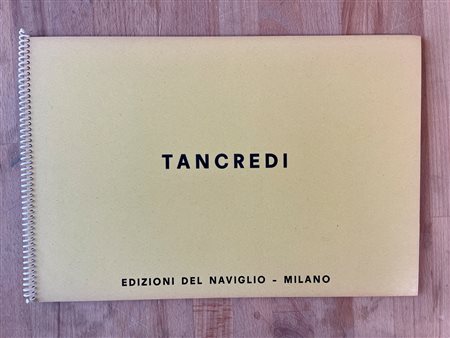 TANCREDI
EDIZIONI DEL NAVIGLIO - MILANO